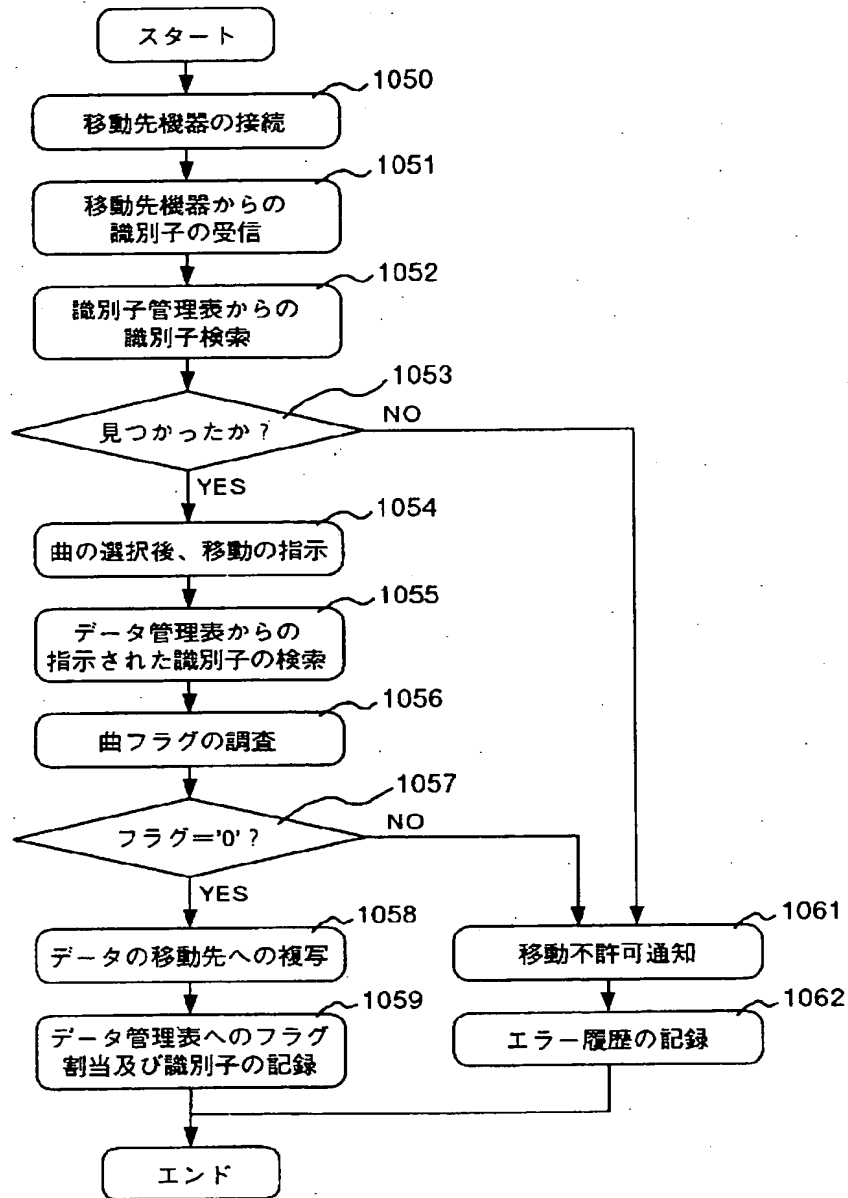 スタート
1050
移動先機器の接続
1051
移動先機器からの
識別子の受信
1052
識別子管理表からの
識別子検索
1053
見つかったか?
NO
YES
1054
曲の選択後、移動の指示
1055
データ管理表からの
指示された識別子の検索
1056
曲フラグの調査
1057
フラグ='0'?
NO
YES
1058
データの移動先への複写
1061
移動不許可通知
1059
データ管理表へのフラグ
割当及び識別子の記録
1062
エラー履歴の記録
エンド